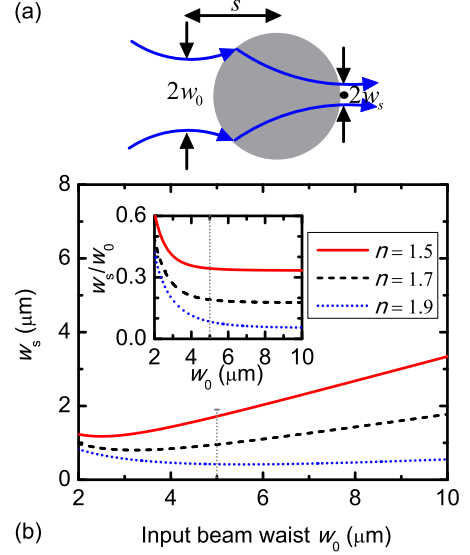 (a)
s
2w0
2ws
8
6
4
2
0
ws (μm)
0.6
0.3
0.0
ws/w0
2 4 6 8 10
w0 (μm)
n = 1.5
n = 1.7
n = 1.9
2 4 6 8 10
(b) Input beam waist w0 (μm)